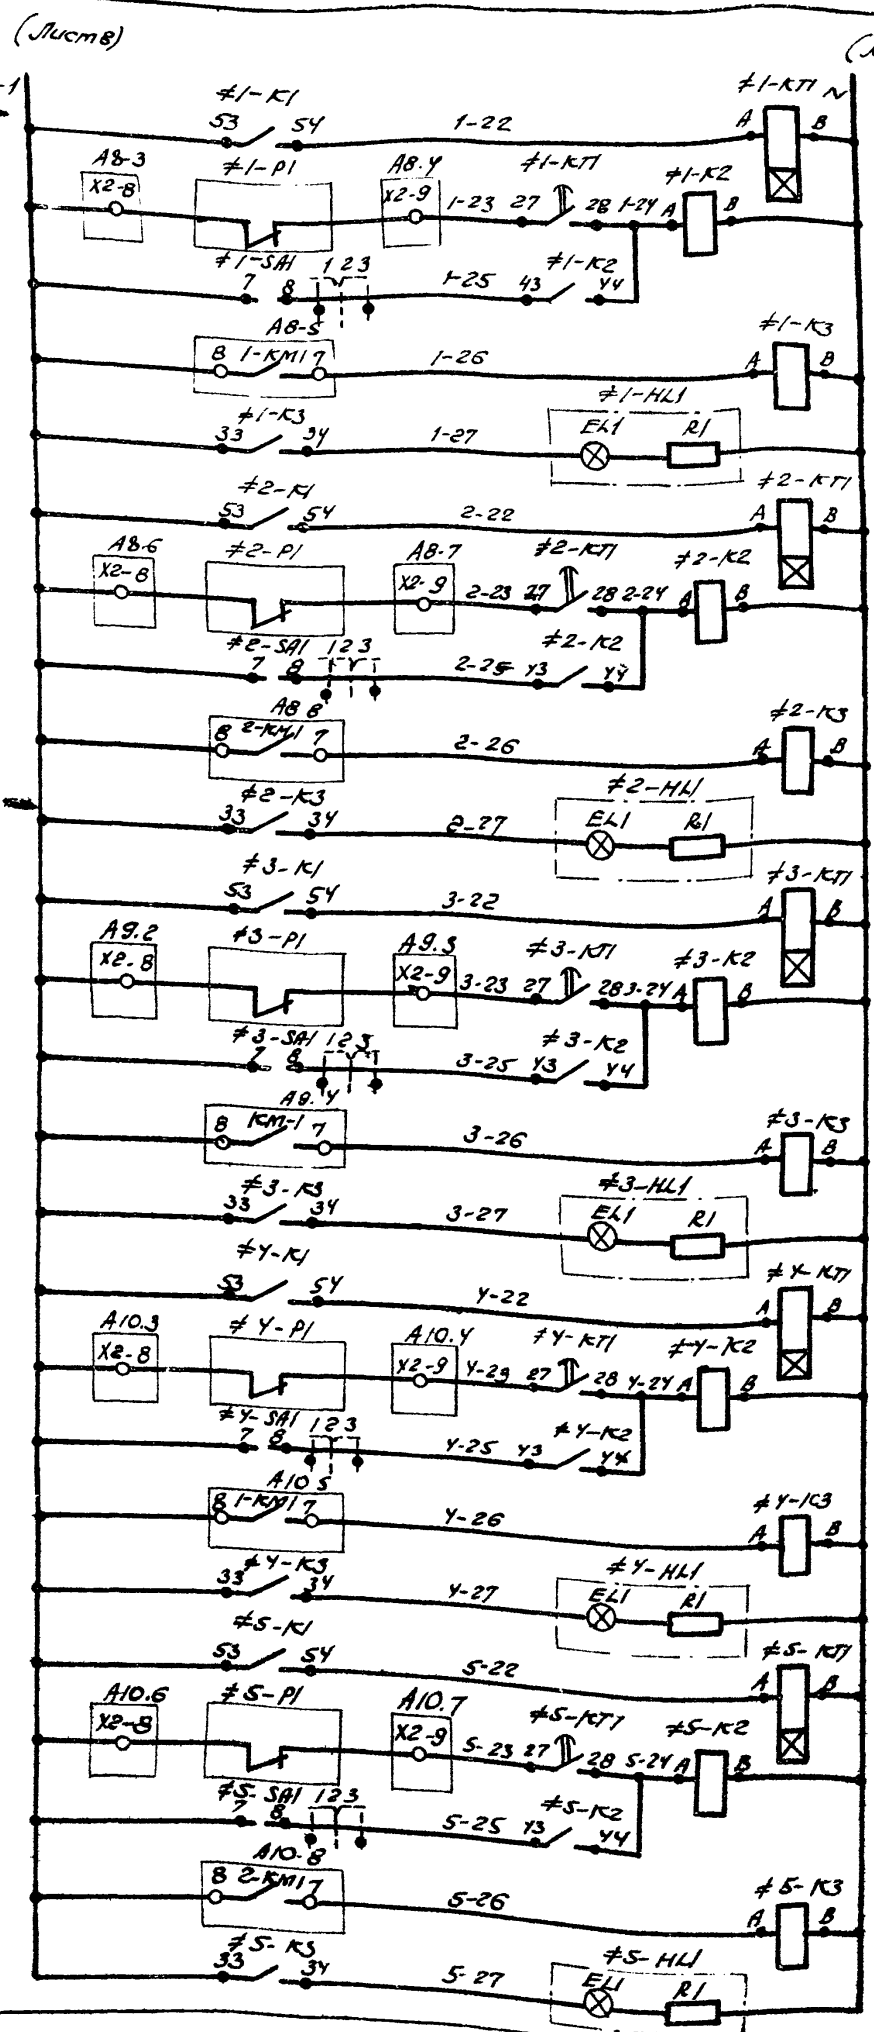 (Лист 8)
-1
≠1-K1
≠1-KT1
~
53 54 1-22 A B
A8-3 ≠1-P1 A8.4 ≠1-KT1 ≠1-K2
X2-8 X2-9 1-23 27 28 1-24 A B
≠1-SA1 1 2 3 ≠1-K2
7 8 1-25 43 44
A8-5 ≠1-K3
8 1-KM1 7 1-26 A B
≠1-K3 ≠1-HL1
33 34 1-27 EL1 R1
≠2-K1 ≠2-KT1
53 54 2-22 A B
A8.6 ≠2-P1 A8.7 ≠2-KT1 ≠2-K2
X2-8 X2-9 2-23 27 28 2-24 A B
≠2-SA1 1 2 3 ≠2-K2
7 8 2-25 43 44
A8 8 ≠2-K3
8 2-KM1 7 2-26 A B
≠2-K3 ≠2-HL1
33 34 2-27 EL1 R1
≠3-K1 ≠3-KT1
53 54 3-22 A B
A9.2 ≠3-P1 A9.3 ≠3-KT1 ≠3-K2
X2-8 X2-9 3-23 27 28 3-24 A B
≠3-SA1 1 2 3 ≠3-K2
7 8 3-25 43 44
A9.4 ≠3-K3
8 KM-1 7 3-26 A B
≠3-K3 ≠3-HL1
33 34 3-27 EL1 R1
≠4-K1 ≠4-KT1
53 54 4-22 A B
A10.3 ≠4-P1 A10.4 ≠4-KT1 ≠4-K2
X2-8 X2-9 4-23 27 28 4-24 A B
≠4-SA1 1 2 3 ≠4-K2
7 8 4-25 43 44
A10 5 ≠4-K3
8 1-KM1 7 4-26 A B
≠4-K3 ≠4-HL1
33 34 4-27 EL1 R1
≠5-K1 ≠5-KT1
53 54 5-22 A B
A10.6 ≠5-P1 A10.7 ≠5-KT1 ≠5-K2
X2-8 X2-9 5-23 27 28 5-24 A B
≠5-SA1 1 2 3 ≠5-K2
7 8 5-25 43 44
A10-8 ≠5-K3
8 2-KM1 7 5-26 A B
≠5-K3 ≠5-HL1
33 34 5-27 EL1 R1